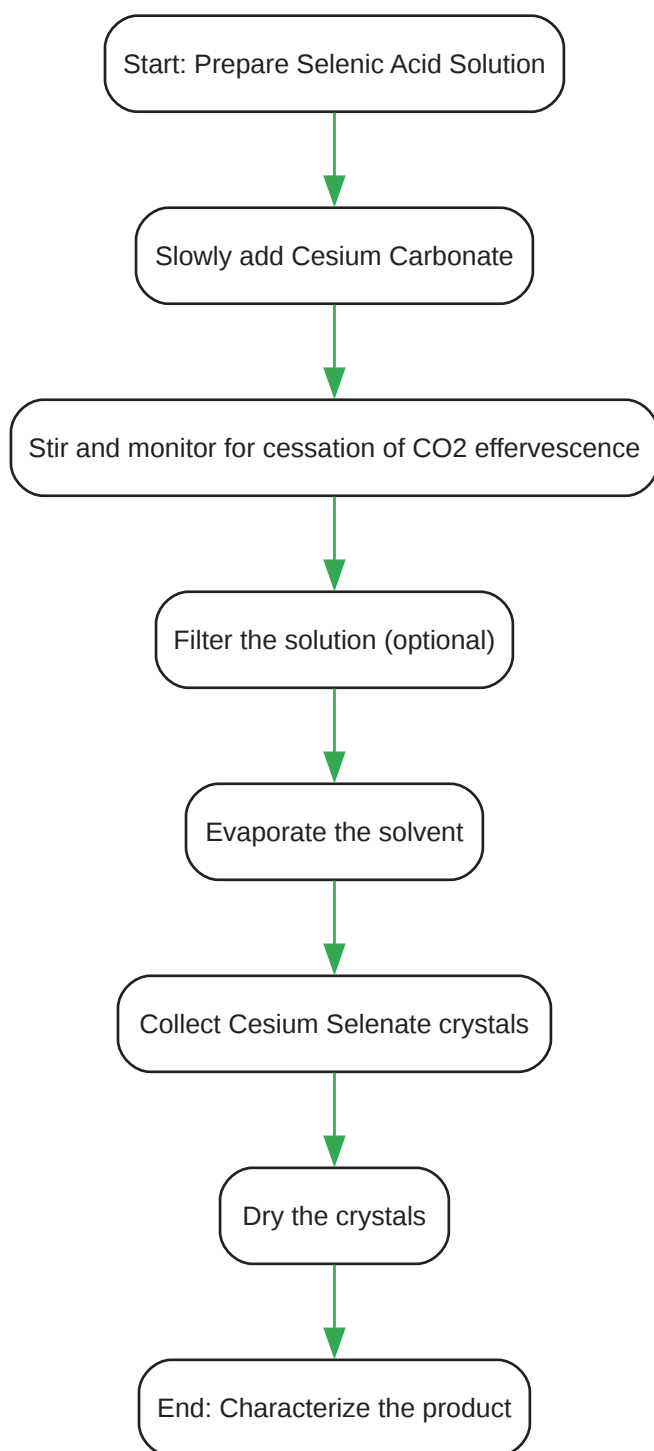 Start: Prepare Selenic Acid Solution
Slowly add Cesium Carbonate
Stir and monitor for cessation of CO2 effervescence
Filter the solution (optional)
Evaporate the solvent
Collect Cesium Selenate crystals
Dry the crystals
End: Characterize the product